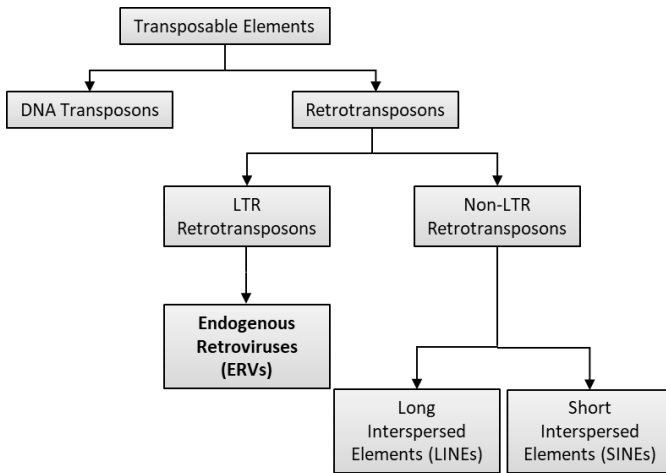 Transposable Elements
DNA Transposons
Retrotransposons
LTR
Retrotransposons
Non-LTR
Retrotransposons
Endogenous
Retroviruses
(ERVs)
Long
Interspersed
Elements (LINEs)
Short
Interspersed
Elements (SINEs)